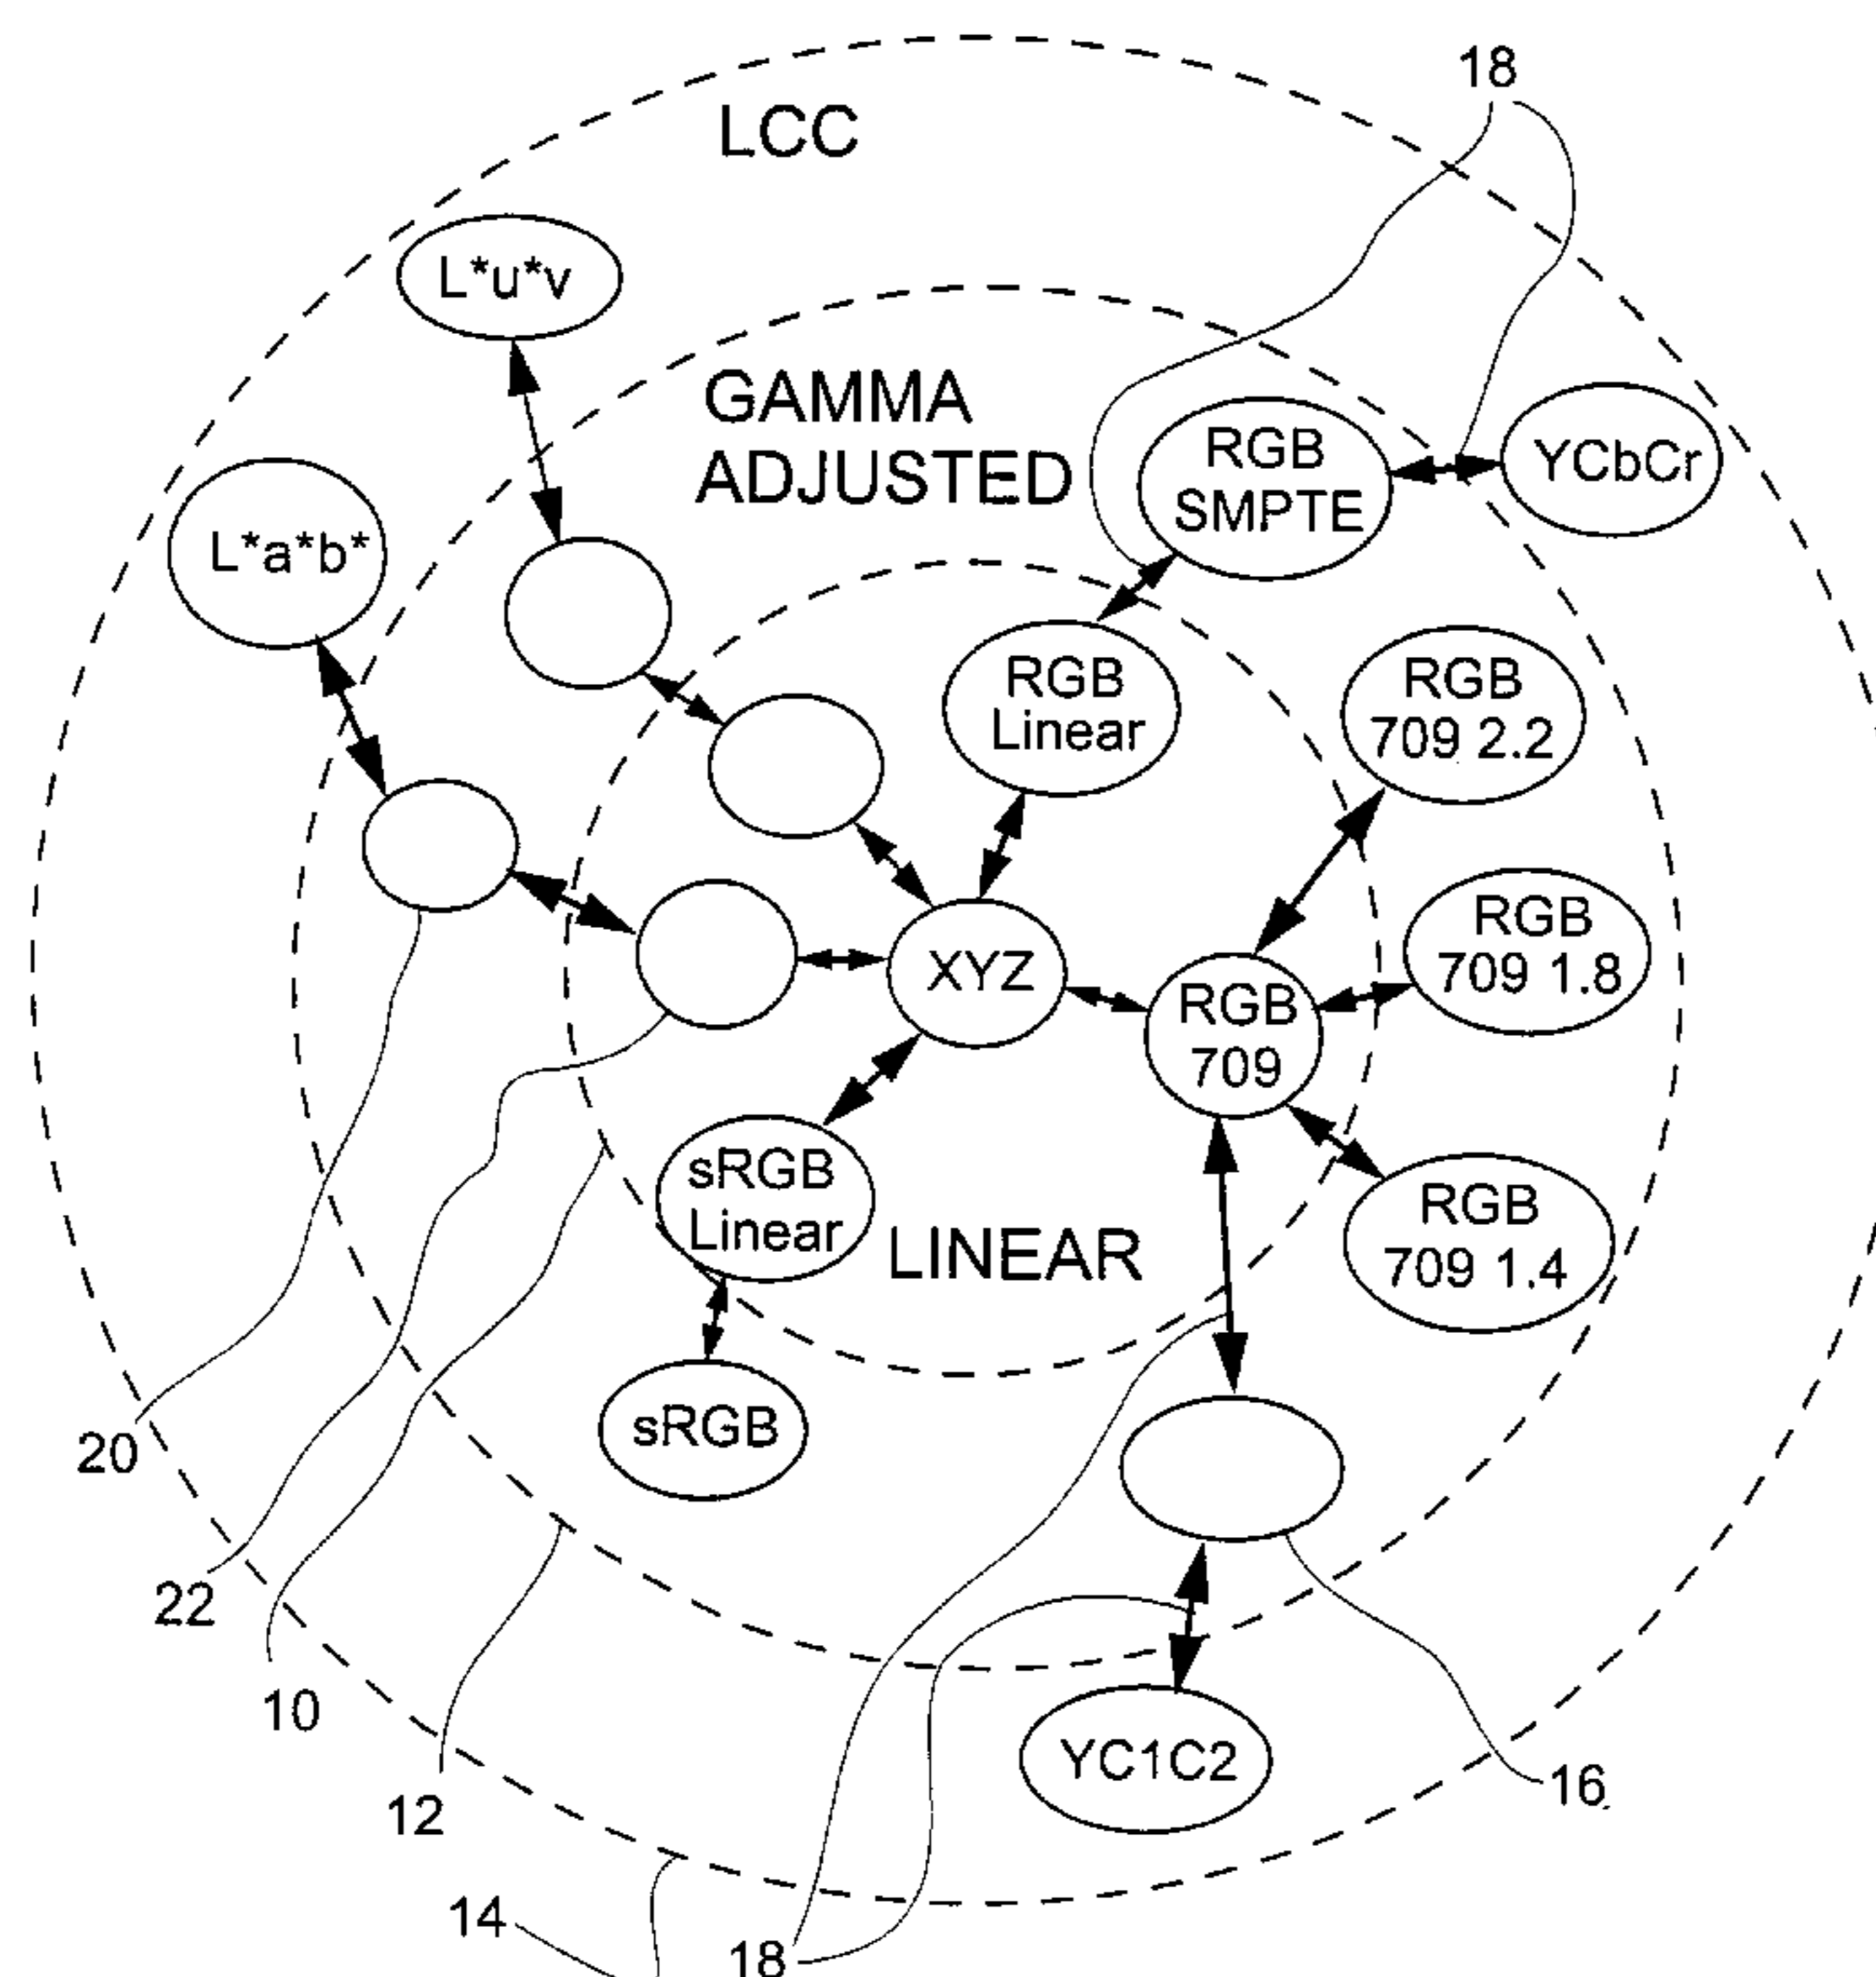 18
LCC
L*u*v
GAMMA
ADJUSTED
RGB
SMPTE
YCbCr
L*a*b*
RGB
Linear
RGB
709 2.2
RGB
709 1.8
XYZ
RGB
709
sRGB
Linear
LINEAR
RGB
709 1.4
sRGB
20
22
10
12
YC1C2
16
14
18